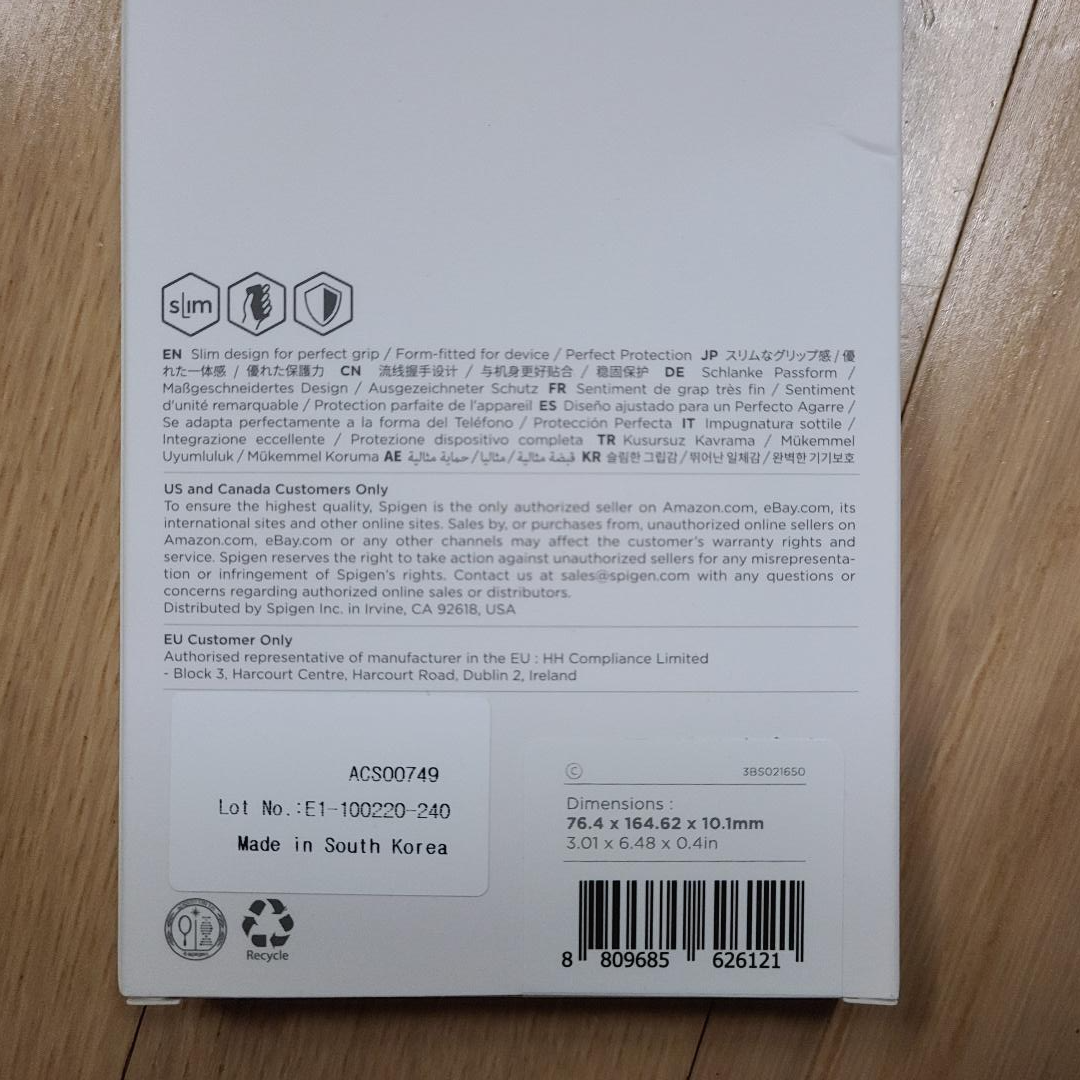 slim
EN Slim design for perfect grip / Form-fitted for device / Perfect Protection JP スリムなグリップ感 / 優
れた一体感 / 優れた保護力 CN 流线握手设计 / 与机身更好贴合 / 稳固保护 DE Schlanke Passform /
Maßgeschneidertes Design / Ausgezeichneter Schutz FR Sentiment de grap très fin / Sentiment
d'unité remarquable / Protection parfaite de l'appareil ES Diseño ajustado para un Perfecto Agarre /
Se adapta perfectamente a la forma del Teléfono / Protección Perfecta IT Impugnatura sottile /
Integrazione eccellente / Protezione dispositivo completa TR Kusursuz Kavrama / Mükemmel
Uyumluluk / Mükemmel Koruma AE قبضة مثالية / مثاليا / حماية مثالية KR 슬림한 그립감 / 뛰어난 일체감 / 완벽한 기기보호
US and Canada Customers Only
To ensure the highest quality, Spigen is the only authorized seller on Amazon.com, eBay.com, its
international sites and other online sites. Sales by, or purchases from, unauthorized online sellers on
Amazon.com, eBay.com or any other channels may affect the customer's warranty rights and
service. Spigen reserves the right to take action against unauthorized sellers for any misrepresenta-
tion or infringement of Spigen's rights. Contact us at sales@spigen.com with any questions or
concerns regarding authorized online sales or distributors.
Distributed by Spigen Inc. in Irvine, CA 92618, USA
EU Customer Only
Authorised representative of manufacturer in the EU : HH Compliance Limited
- Block 3, Harcourt Centre, Harcourt Road, Dublin 2, Ireland
ACS00749
Lot No.:E1-100220-240
Made in South Korea
© 3BS021650
Dimensions :
76.4 x 164.62 x 10.1mm
3.01 x 6.48 x 0.4in
8 809685 626121
Recycle